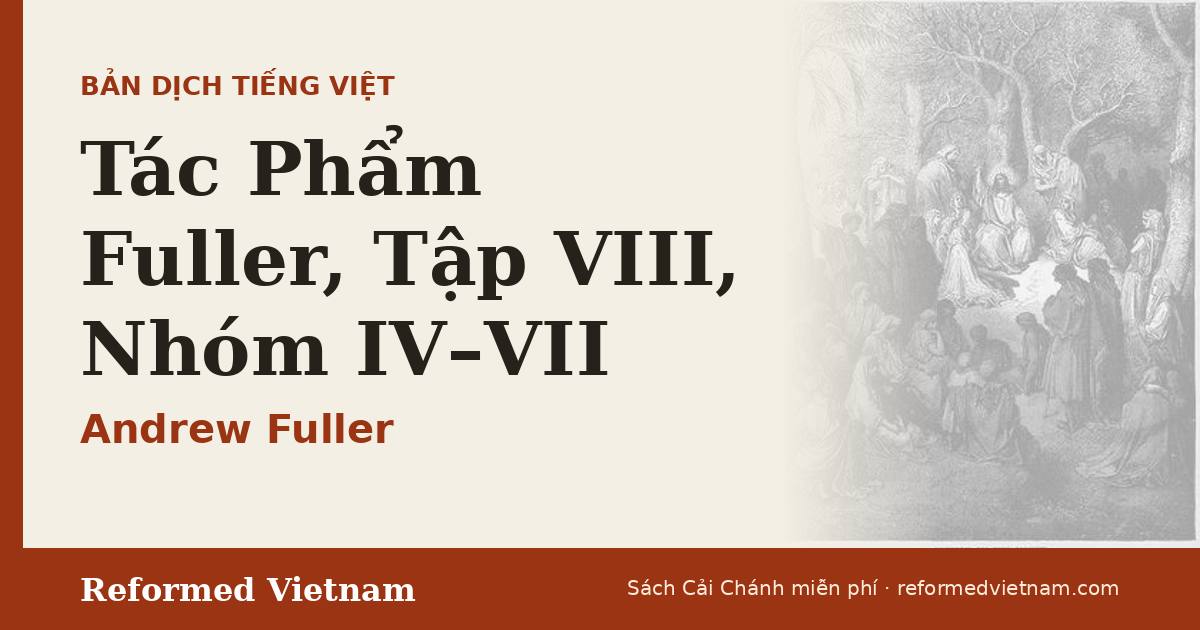 BẢN DỊCH TIẾNG VIỆT
Tác Phẩm
Fuller, Tập VIII,
Nhóm IV–VII
Andrew Fuller
Reformed Vietnam
Sách Cải Chánh miễn phí · reformedvietnam.com